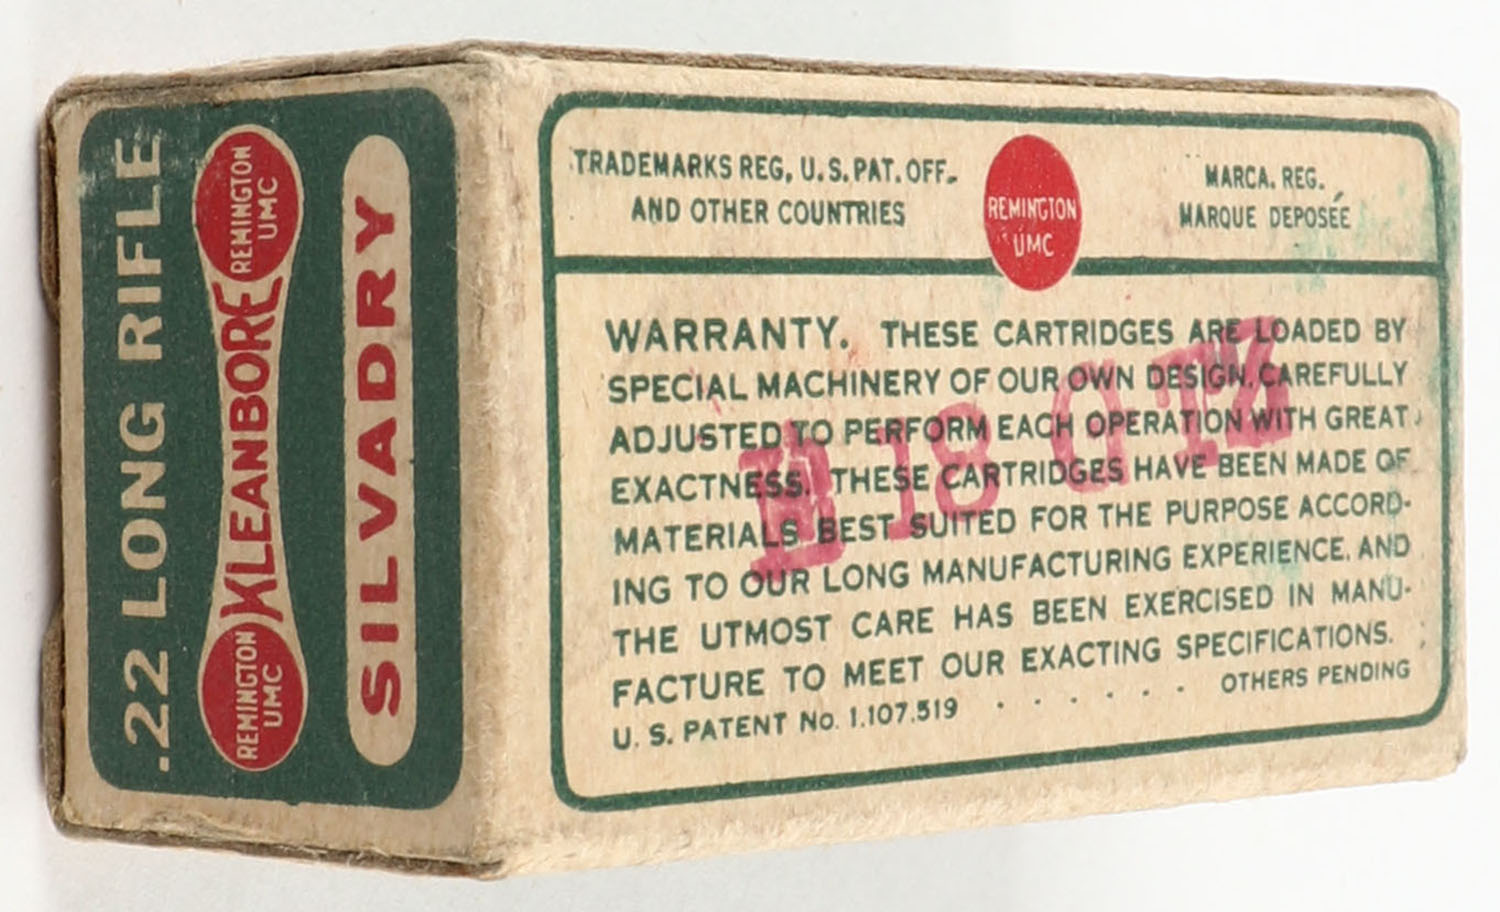 .22 LONG RIFLE
REMINGTON
UMC
KLEANBORE
REMINGTON
UMC
SILVADRY
TRADEMARKS REG, U.S. PAT. OFF.
AND OTHER COUNTRIES
REMINGTON
UMC
MARCA. REG.
MARQUE DEPOSÉE
WARRANTY. THESE CARTRIDGES ARE LOADED BY
SPECIAL MACHINERY OF OUR OWN DESIGN, CAREFULLY
ADJUSTED TO PERFORM EACH OPERATION WITH GREAT
EXACTNESS. THESE CARTRIDGES HAVE BEEN MADE OF
MATERIALS BEST SUITED FOR THE PURPOSE ACCORD-
ING TO OUR LONG MANUFACTURING EXPERIENCE, AND
THE UTMOST CARE HAS BEEN EXERCISED IN MANU-
FACTURE TO MEET OUR EXACTING SPECIFICATIONS.
U. S. PATENT No. 1.107.519 . . . . . . OTHERS PENDING